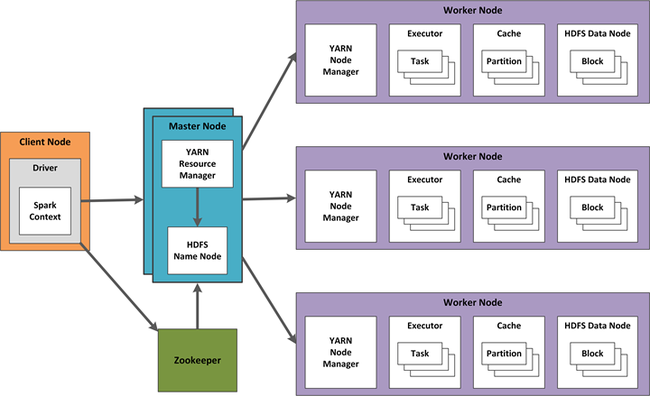 Client Node
Driver
Spark
Context
Master Node
YARN
Resource
Manager
HDFS
Name Node
Zookeeper
Worker Node
YARN
Node
Manager
Executor
Task
Cache
Partition
HDFS Data Node
Block
Worker Node
YARN
Node
Manager
Executor
Task
Cache
Partition
HDFS Data Node
Block
Worker Node
YARN
Node
Manager
Executor
Task
Cache
Partition
HDFS Data Node
Block